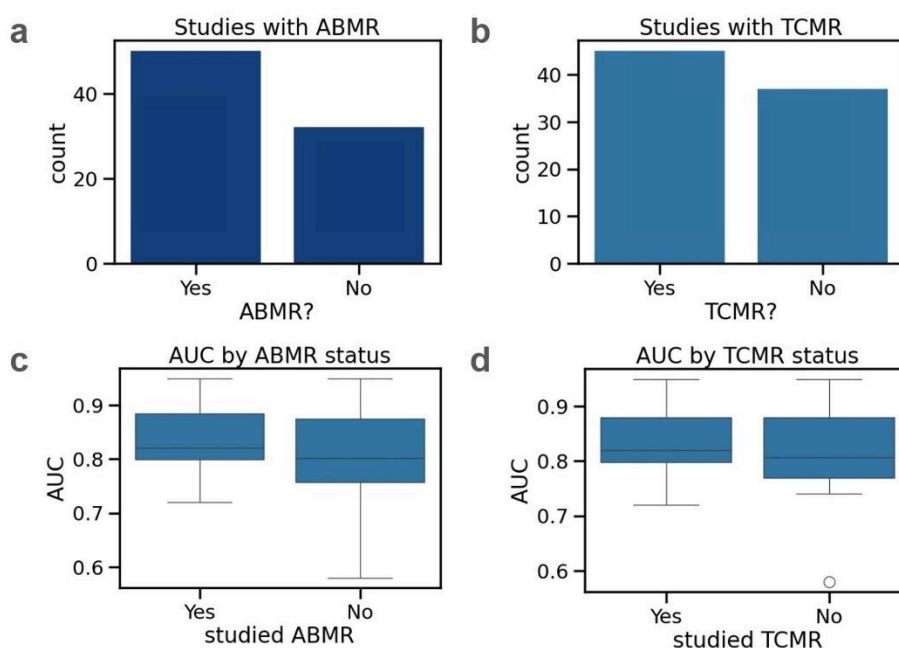 a
Studies with ABMR
count
40
20
0
Yes
No
ABMR?
b
Studies with TCMR
count
40
30
20
10
0
Yes
No
TCMR?
c
AUC by ABMR status
AUC
0.9
0.8
0.7
0.6
Yes
No
studied ABMR
d
AUC by TCMR status
AUC
0.9
0.8
0.7
0.6
Yes
No
studied TCMR